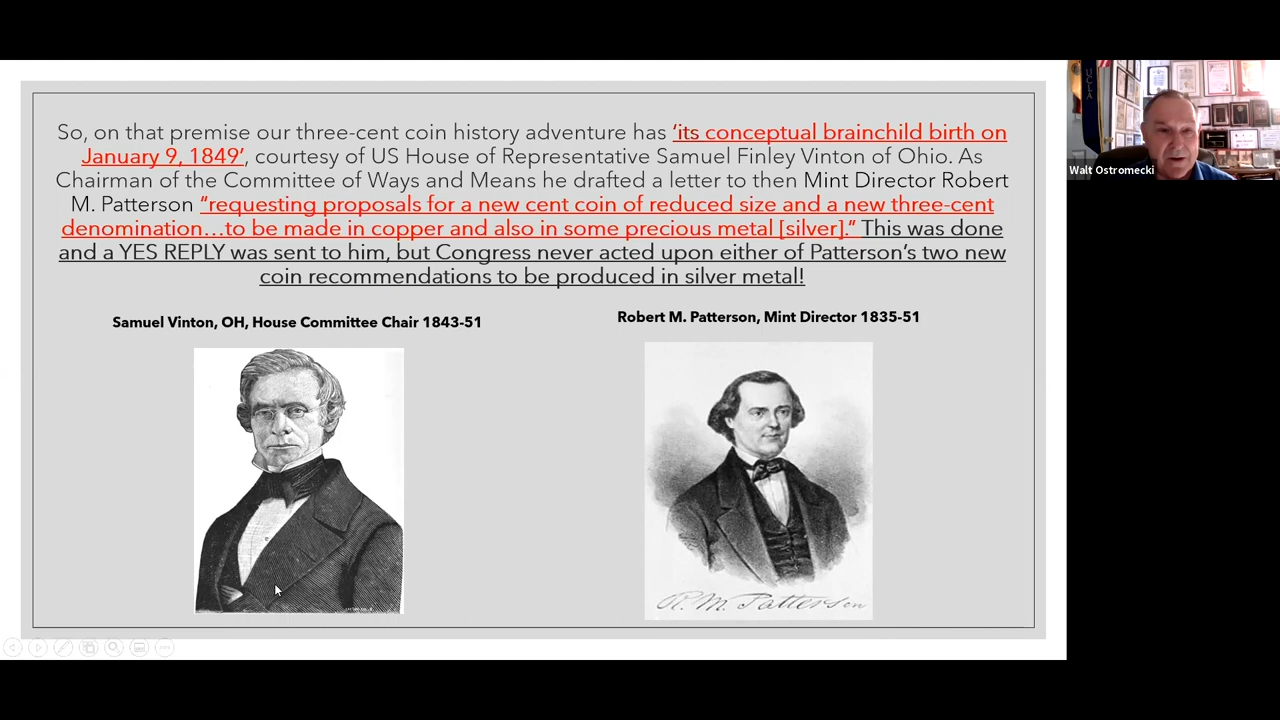 So, on that premise our three-cent coin history adventure has ‘its conceptual brainchild birth on
January 9, 1849’, courtesy of US House of Representative Samuel Finley Vinton of Ohio. As
Chairman of the Committee of Ways and Means he drafted a letter to then Mint Director Robert
M. Patterson “requesting proposals for a new cent coin of reduced size and a new three-cent
denomination…to be made in copper and also in some precious metal [silver].” This was done
and a YES REPLY was sent to him, but Congress never acted upon either of Patterson’s two new
coin recommendations to be produced in silver metal!
Samuel Vinton, OH, House Committee Chair 1843-51
Robert M. Patterson, Mint Director 1835-51
R. M. Patterson
UCLA
Walt Ostromecki